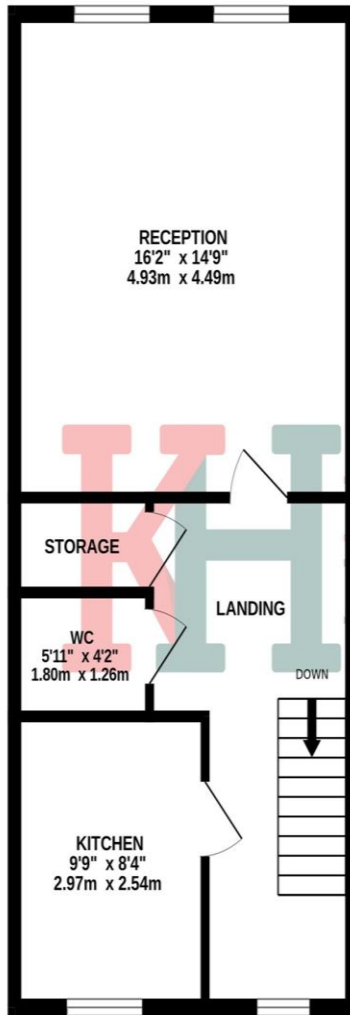 RECEPTION
16'2" x 14'9"
4.93m x 4.49m
KH
STORAGE
LANDING
WC
5'11" x 4'2"
1.80m x 1.26m
DOWN
KITCHEN
9'9" x 8'4"
2.97m x 2.54m